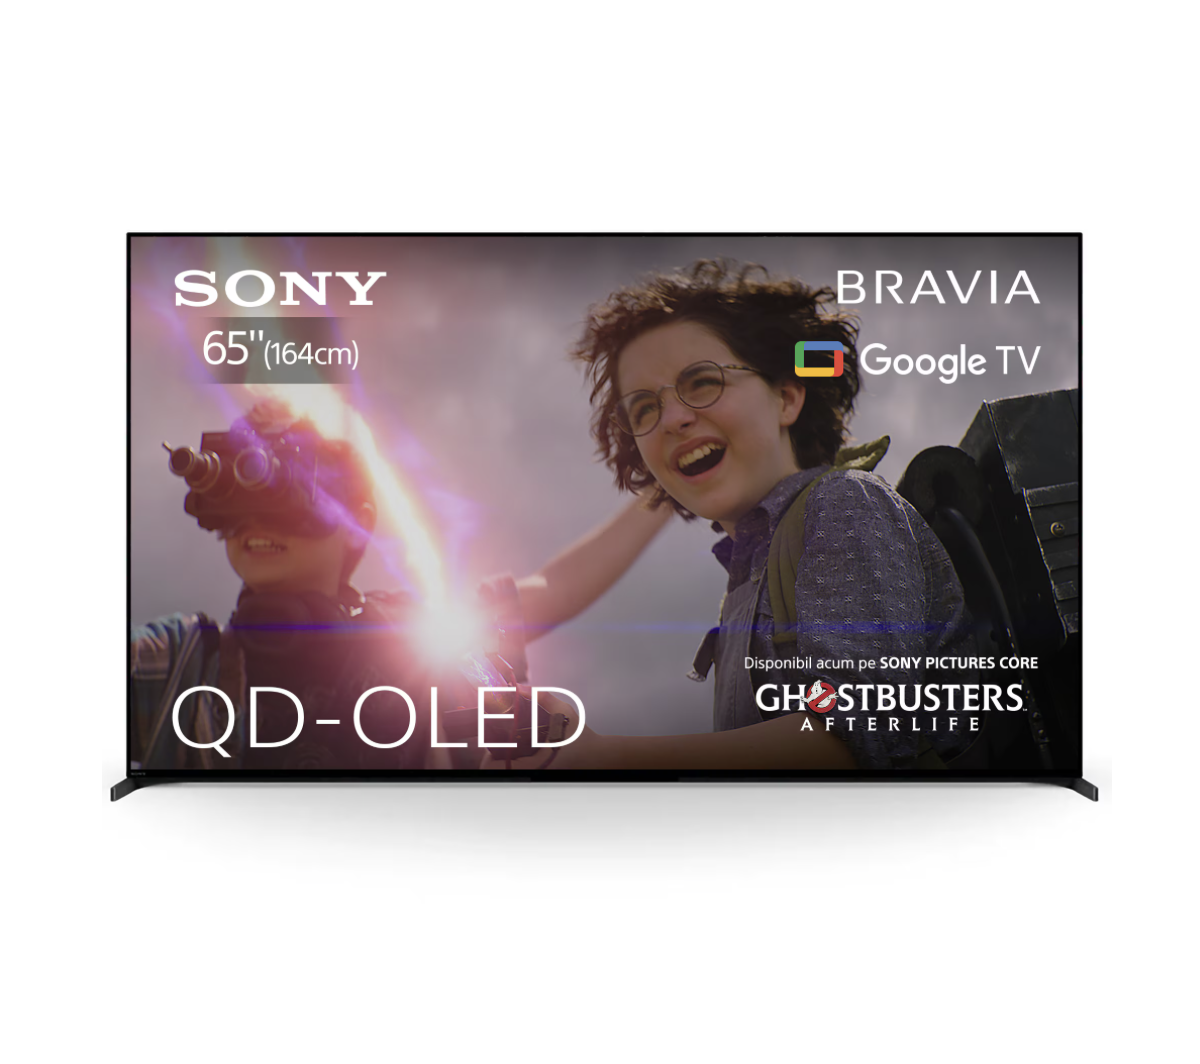 SONY
65"(164cm)
BRAVIA
Google TV
Disponibil acum pe SONY PICTURES CORE
GHOSTBUSTERS
AFTERLIFE
QD-OLED